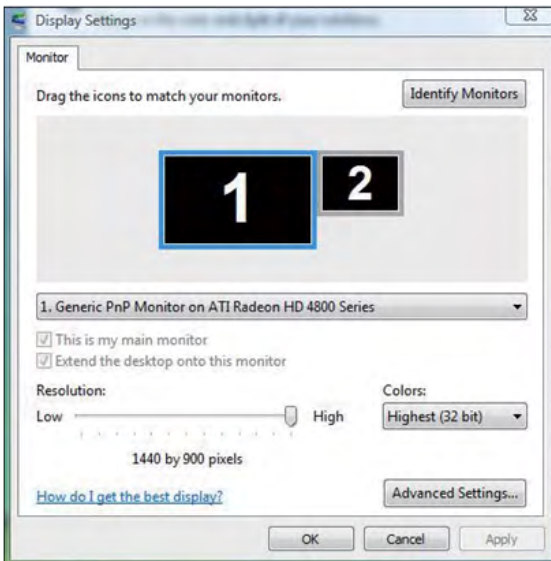 Display Settings
Monitor
Drag the icons to match your monitors.
Identify Monitors
1
2
1. Generic PnP Monitor on ATI Radeon HD 4800 Series
This is my main monitor
Extend the desktop onto this monitor
Resolution:
Colors:
Low
High
Highest (32 bit)
1440 by 900 pixels
How do I get the best display?
Advanced Settings...
OK
Cancel
Apply